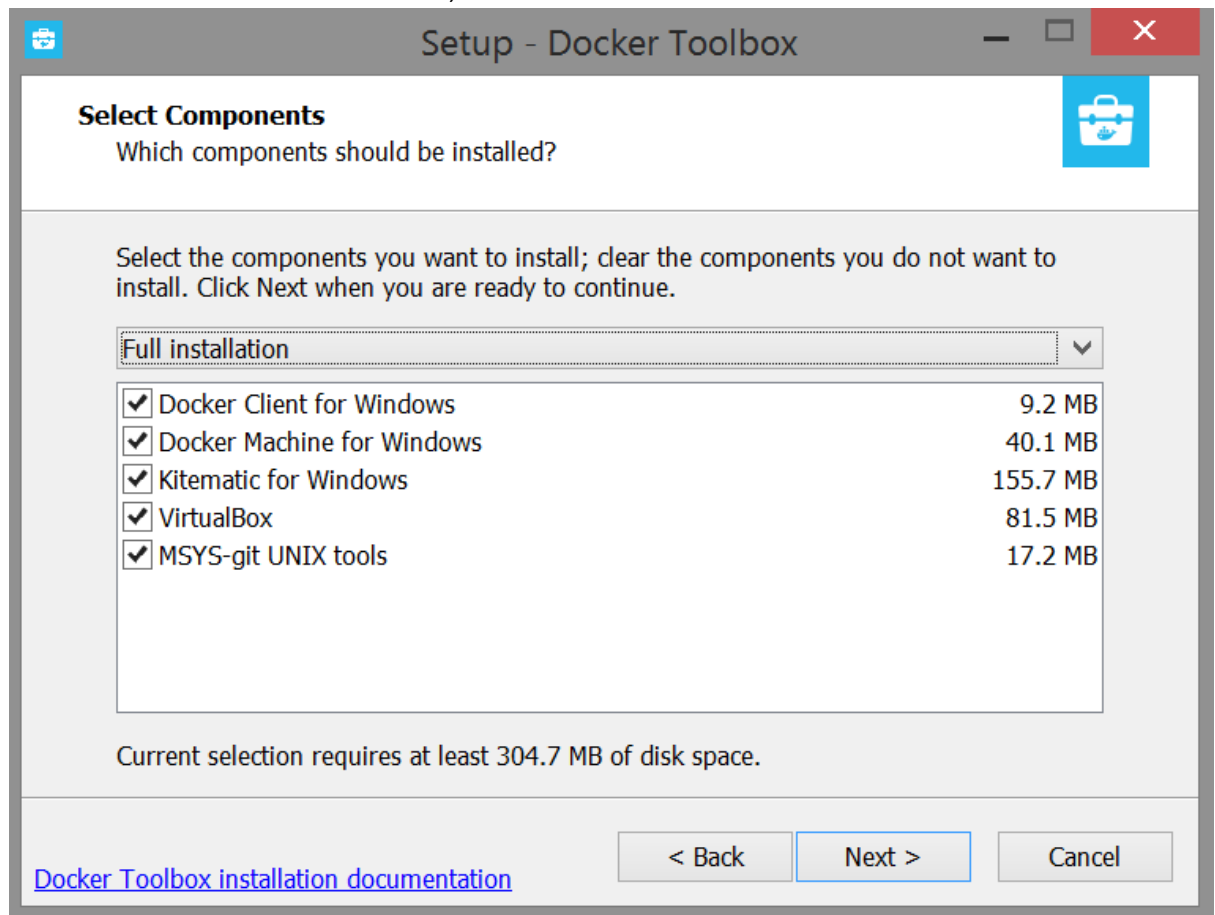 Setup - Docker Toolbox
Select Components
Which components should be installed?
Select the components you want to install; clear the components you do not want to
install. Click Next when you are ready to continue.
Full installation
Docker Client for Windows 9.2 MB
Docker Machine for Windows 40.1 MB
Kitematic for Windows 155.7 MB
VirtualBox 81.5 MB
MSYS-git UNIX tools 17.2 MB
Current selection requires at least 304.7 MB of disk space.
< Back Next > Cancel
Docker Toolbox installation documentation